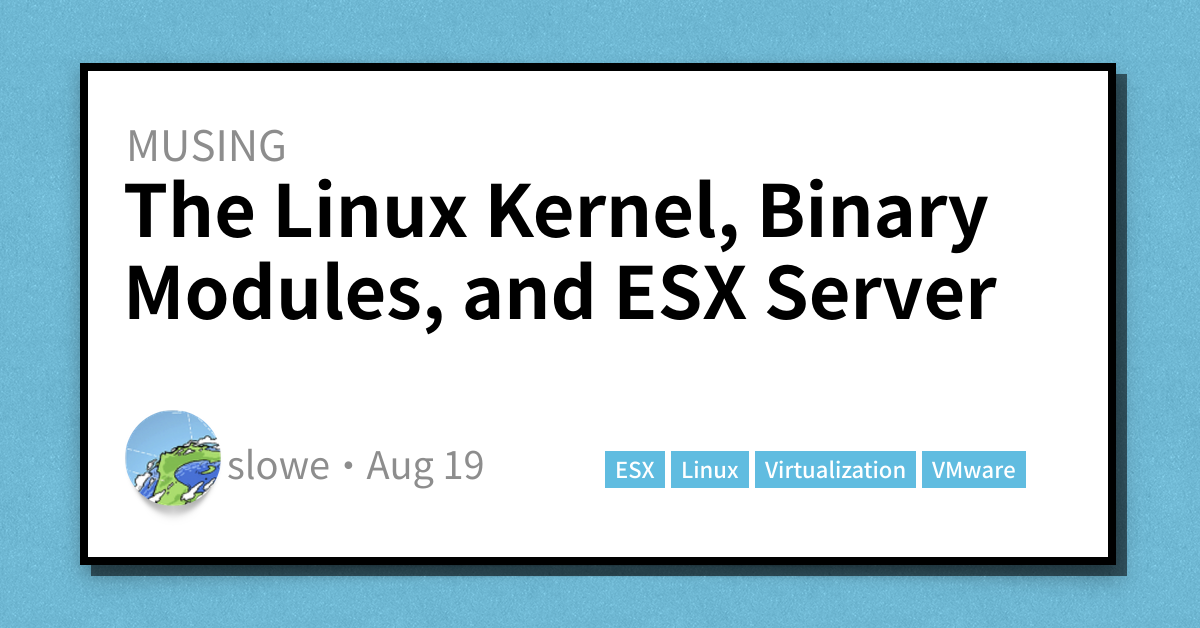 MUSING
The Linux Kernel, Binary
Modules, and ESX Server
slowe • Aug 19
ESX Linux Virtualization VMware